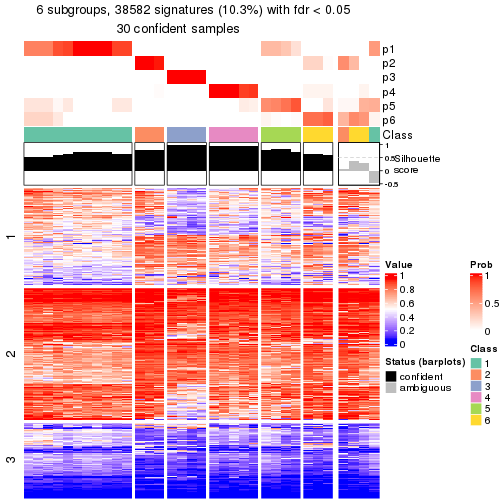 6 subgroups, 38582 signatures (10.3%) with fdr < 0.05
30 confident samples
p1
p2
p3
p4
p5
p6
Class
1
0.5
0
-0.5
Silhouette
score
1
2
3
Value
1
0.8
0.6
0.4
0.2
0
Status (barplots)
confident
ambiguous
Prob
1
0.5
0
Class
1
2
3
4
5
6